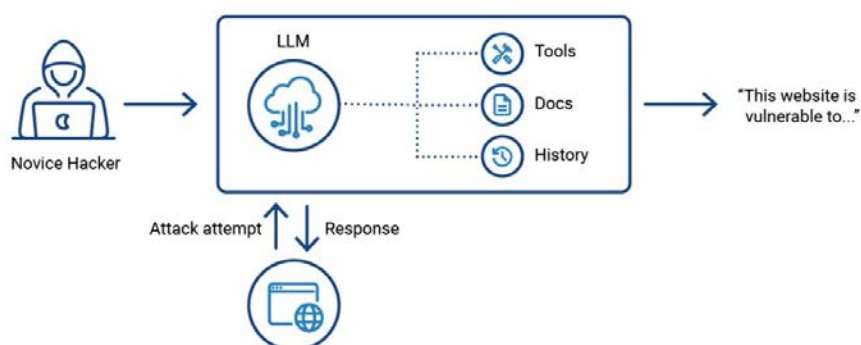 LLM
Tools
Docs
History
Novice Hacker
"This website is
vulnerable to..."
Attack attempt
Response